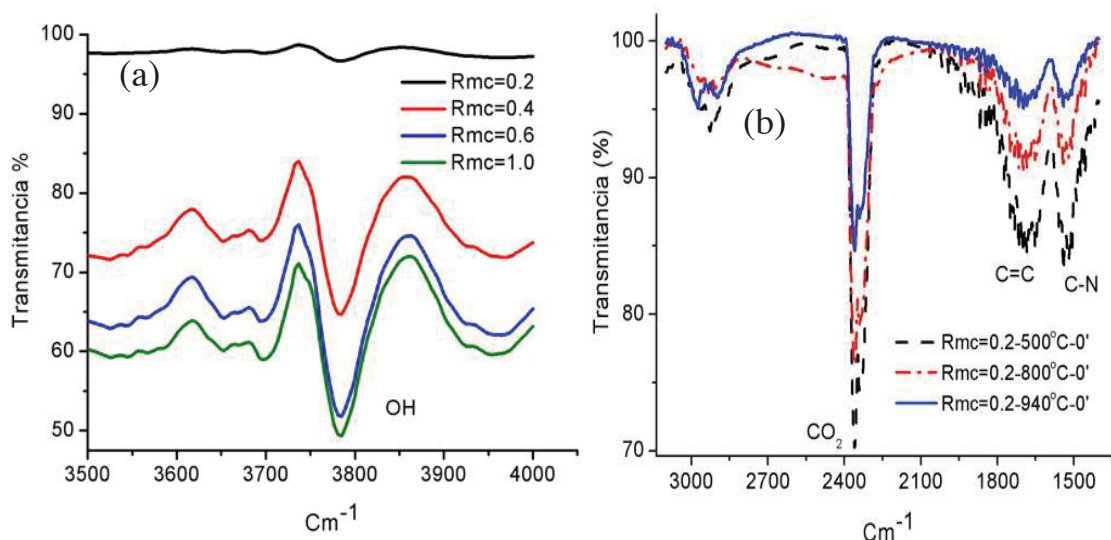 (a)
Transmitancia %
100
90
80
70
60
50
Rmc=0.2
Rmc=0.4
Rmc=0.6
Rmc=1.0
OH
3500 3600 3700 3800 3900 4000
Cm⁻¹
(b)
Transmitancia (%)
100
90
80
70
C=C
C-N
CO₂
Rmc=0.2-500°C-0'
Rmc=0.2-800°C-0'
Rmc=0.2-940°C-0'
3000 2700 2400 2100 1800 1500
Cm⁻¹